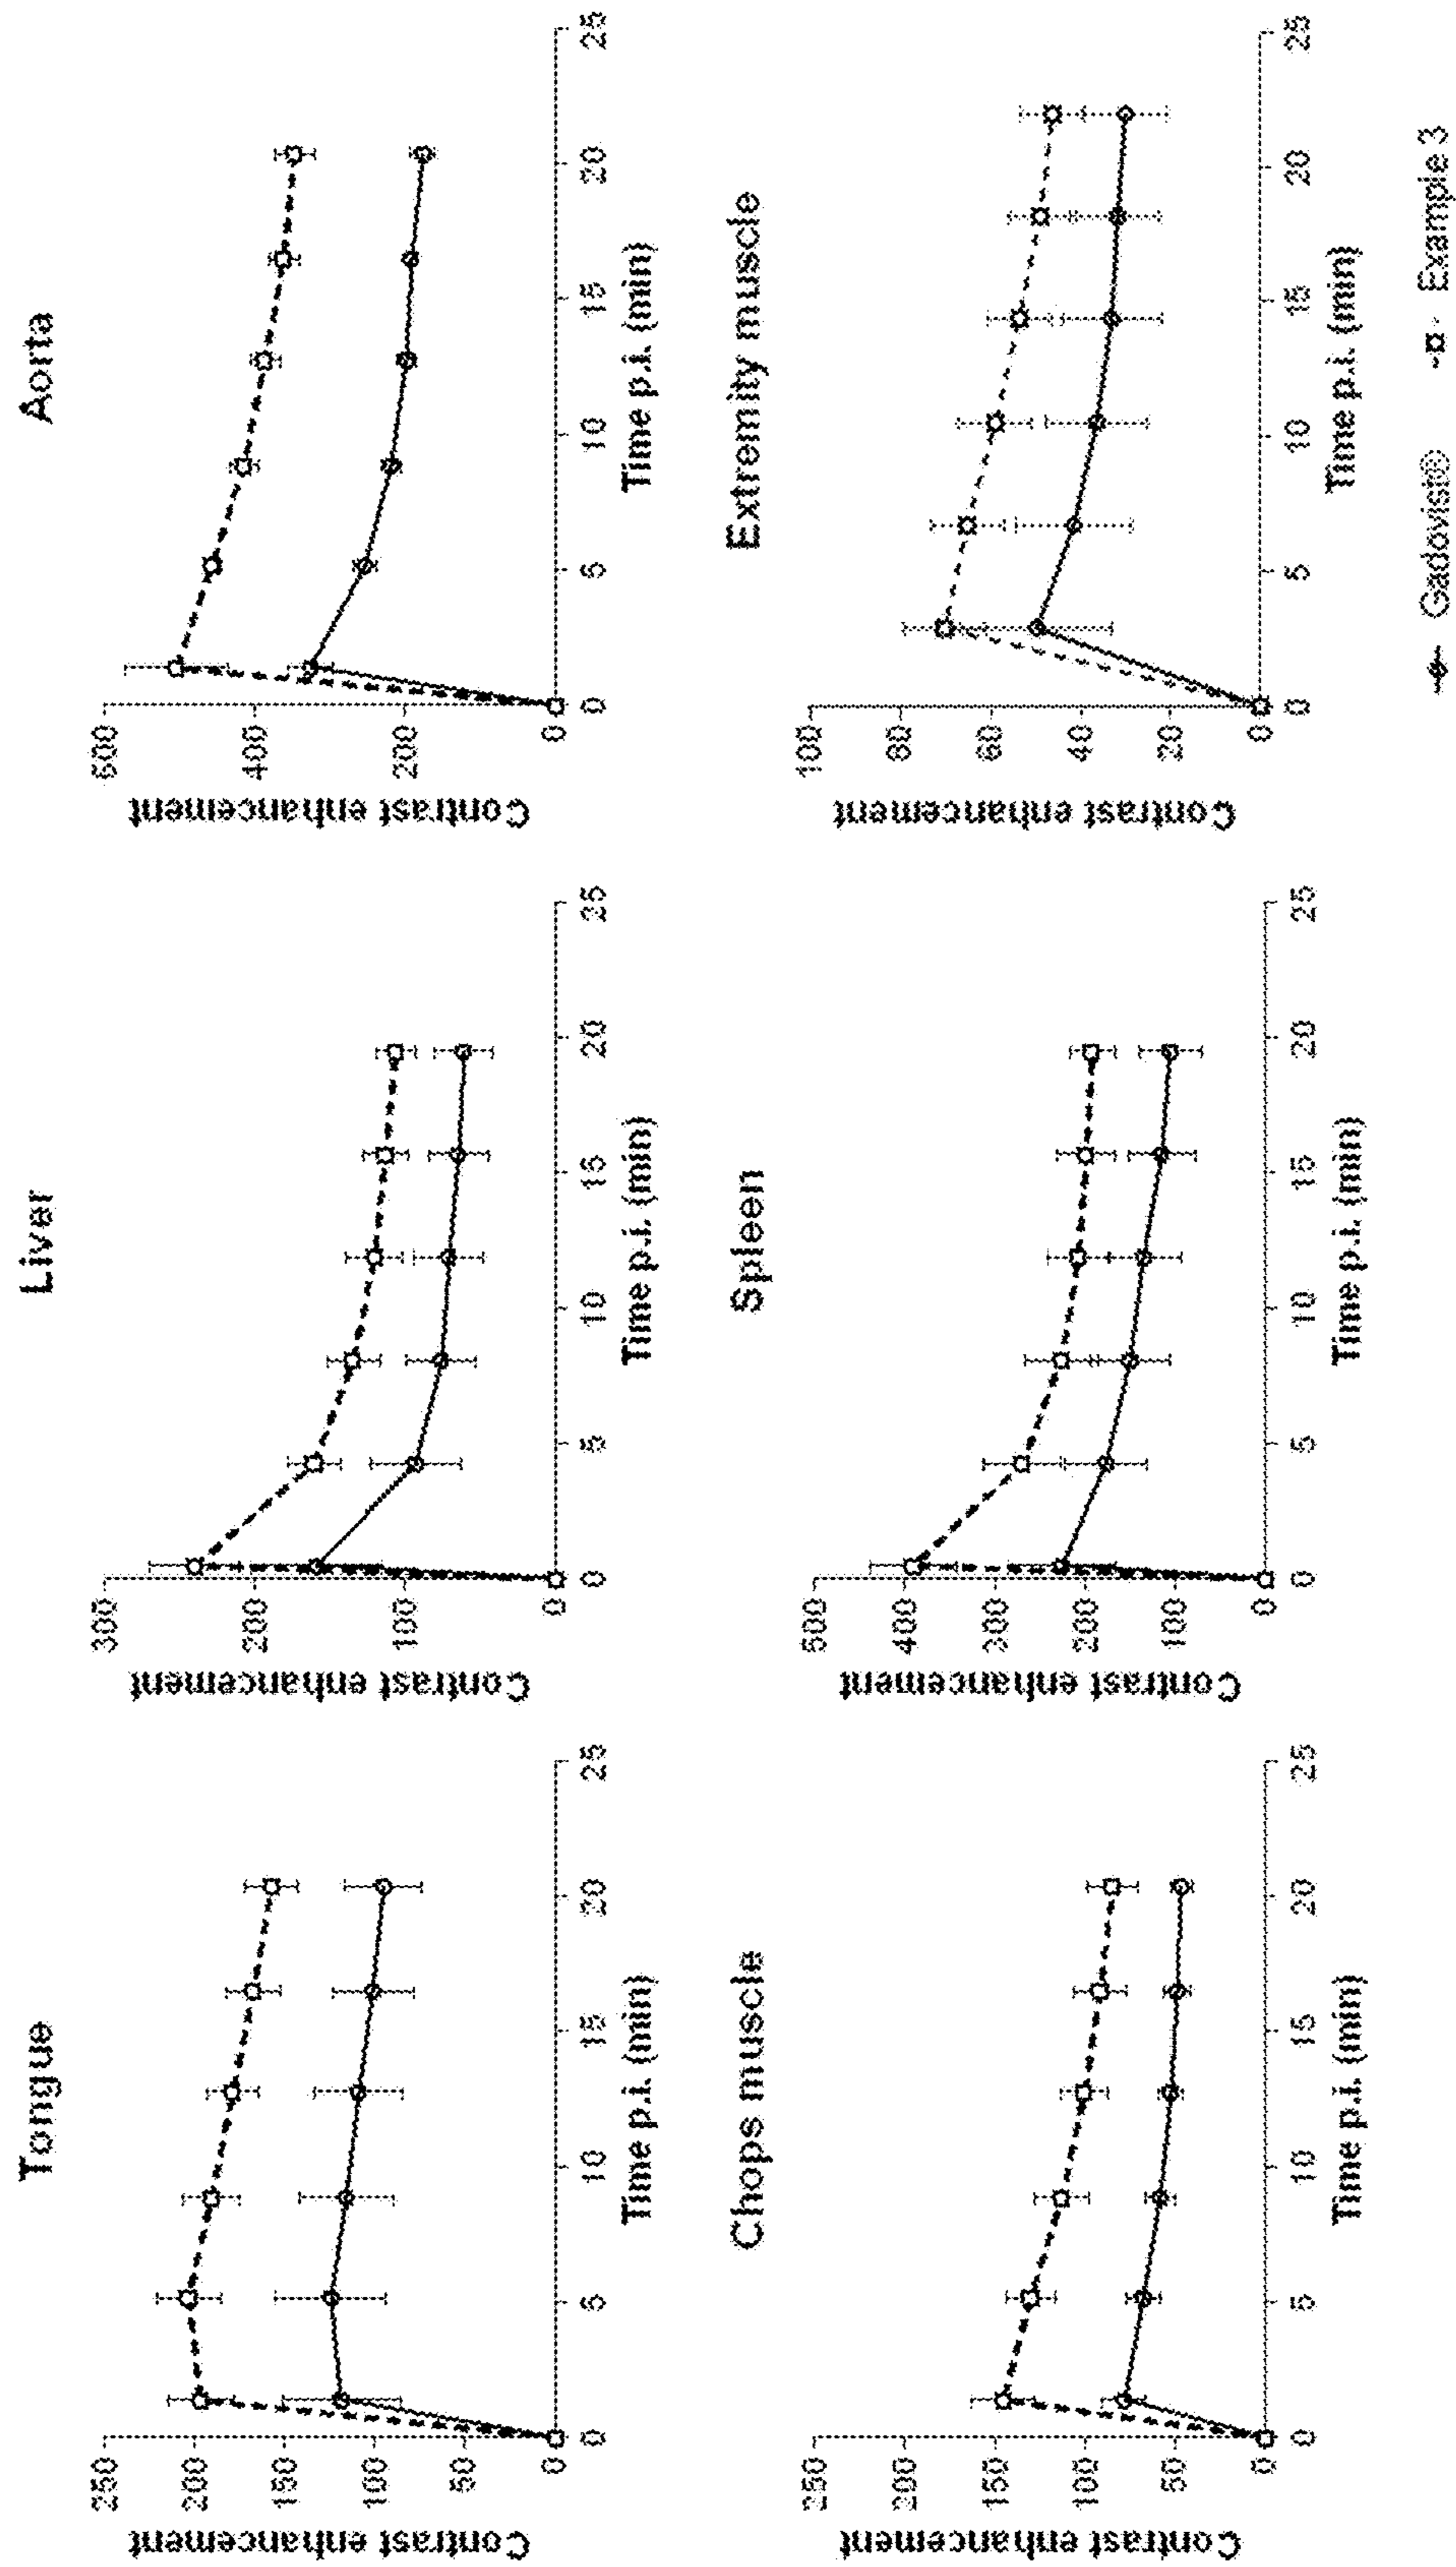 Tongue
Contrast enhancement
250
200
150
100
50
0
0 5 10 15 20 25
Time p.i. (min)
Liver
Contrast enhancement
300
200
100
0
0 5 10 15 20 25
Time p.i. (min)
Aorta
Contrast enhancement
600
400
200
0
0 5 10 15 20 25
Time p.i. (min)
Chops muscle
Contrast enhancement
250
200
150
100
50
0
0 5 10 15 20 25
Time p.i. (min)
Spleen
Contrast enhancement
500
400
300
200
100
0
0 5 10 15 20 25
Time p.i. (min)
Extremity muscle
Contrast enhancement
100
80
60
40
20
0
0 5 10 15 20 25
Time p.i. (min)
Gadovist® Example 3